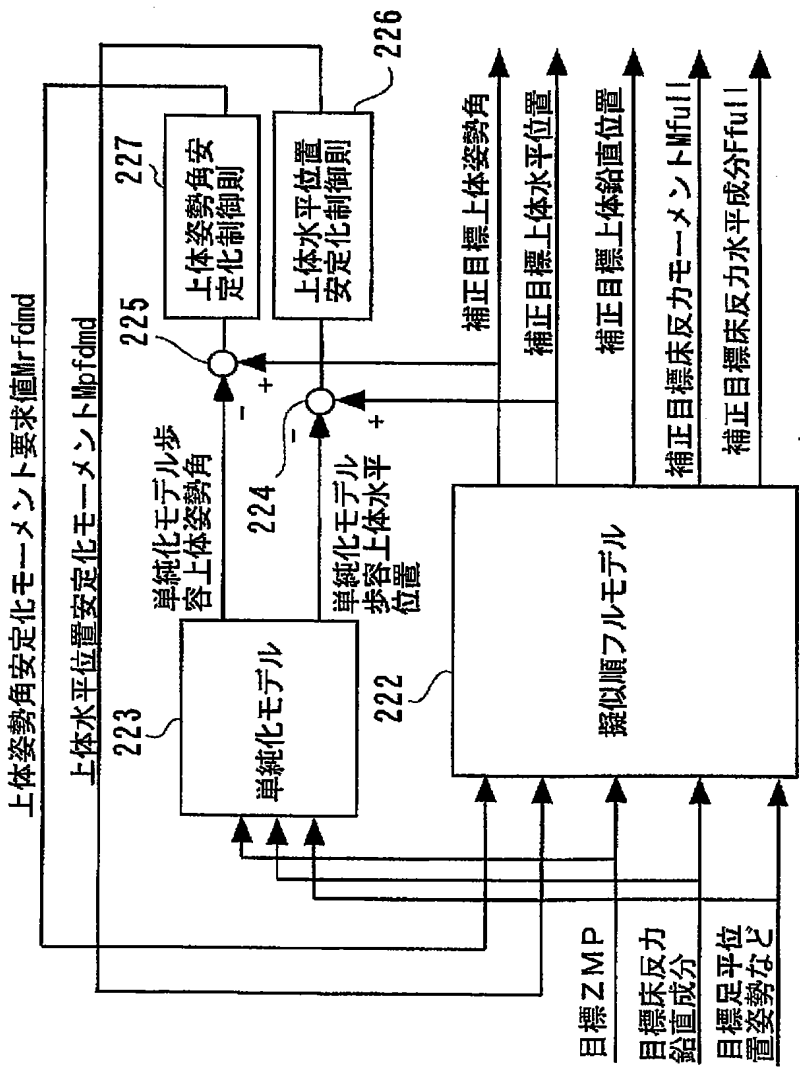 上体姿勢角安定化モーメント要求値Mrfdmd
上体水平位置安定化モーメントMpfdmd
227
上体姿勢角安
定化制御則
226
上体水平位置
安定化制御則
225
+
-
224
-
+
単純化モデル歩
容上体姿勢角
単純化モデル
歩容上体水平
位置
223
単純化モデル
222
擬似順フルモデル
目標ZMP
目標床反力
鉛直成分
目標足平位
置姿勢など
補正目標上体姿勢角
補正目標上体水平位置
補正目標上体鉛直位置
補正目標床反力モーメントMfull
補正目標床反力水平成分Ffull